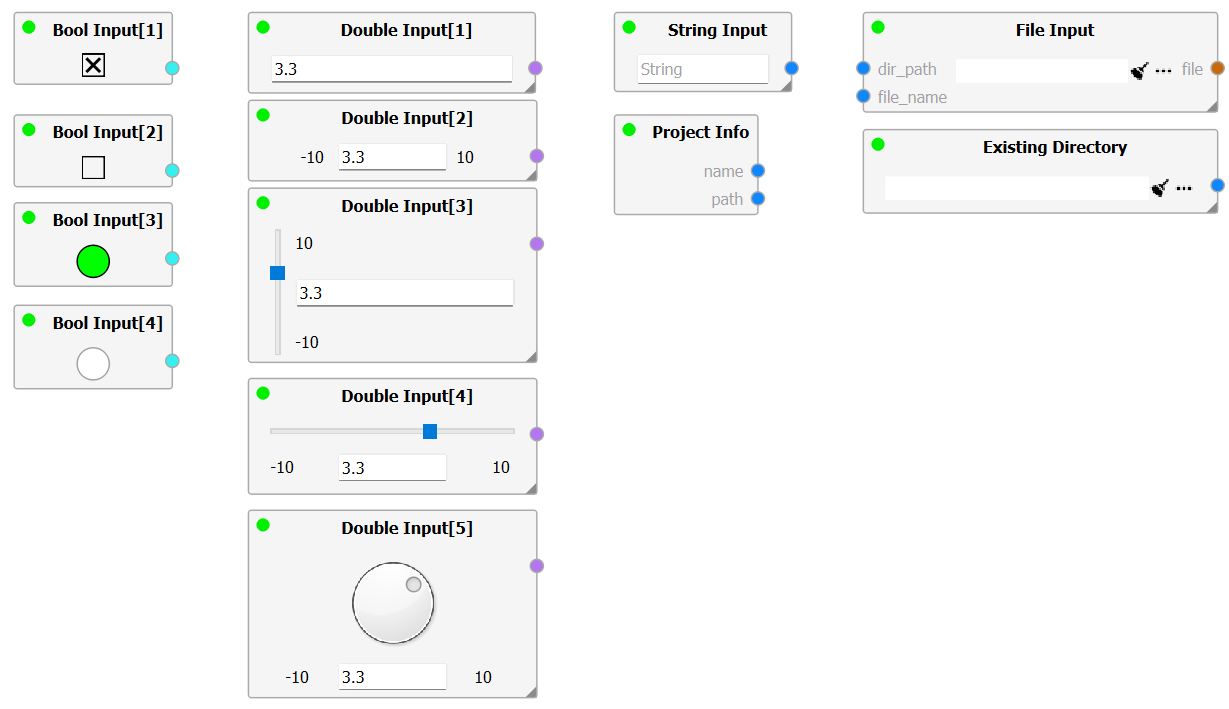 Bool Input[1]
Bool Input[2]
Bool Input[3]
Bool Input[4]
Double Input[1]
3.3
Double Input[2]
-10 3.3 10
Double Input[3]
10
3.3
-10
Double Input[4]
-10 3.3 10
Double Input[5]
-10 3.3 10
String Input
String
Project Info
name
path
File Input
dir_path file
file_name
Existing Directory